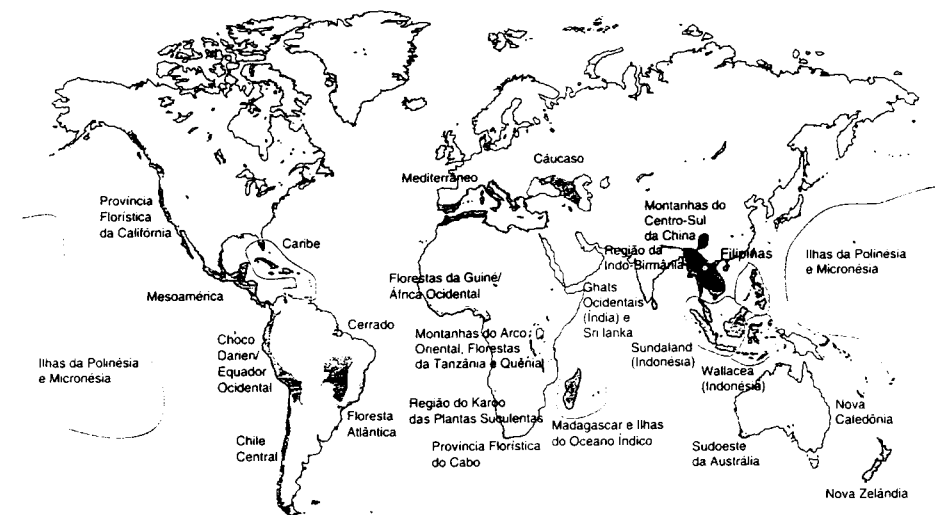 Província
Florística
da Califórnia
Caribe
Mesoamérica
Mediterrâneo
Cáucaso
Montanhas do
Centro-Sul
da China
Região da
Indo-Birmânia
Filipinas
Ilhas da Polinésia
e Micronésia
Florestas da Guiné/
África Ocidental
Ghats
Ocidentais
(Índia) e
Sri lanka
Choco
Darien/
Equador
Ocidental
Cerrado
Montanhas do Arco
Oriental, Florestas
da Tanzânia e Quênia
Sundaland
(Indonésia)
Wallacea
(Indonésia)
Ilhas da Polinésia
e Micronésia
Floresta
Atlântica
Região do Karoo
das Plantas Suculentas
Madagascar e Ilhas
do Oceano Índico
Nova
Caledônia
Chile
Central
Província Florística
do Cabo
Sudoeste
da Austrália
Nova Zelândia